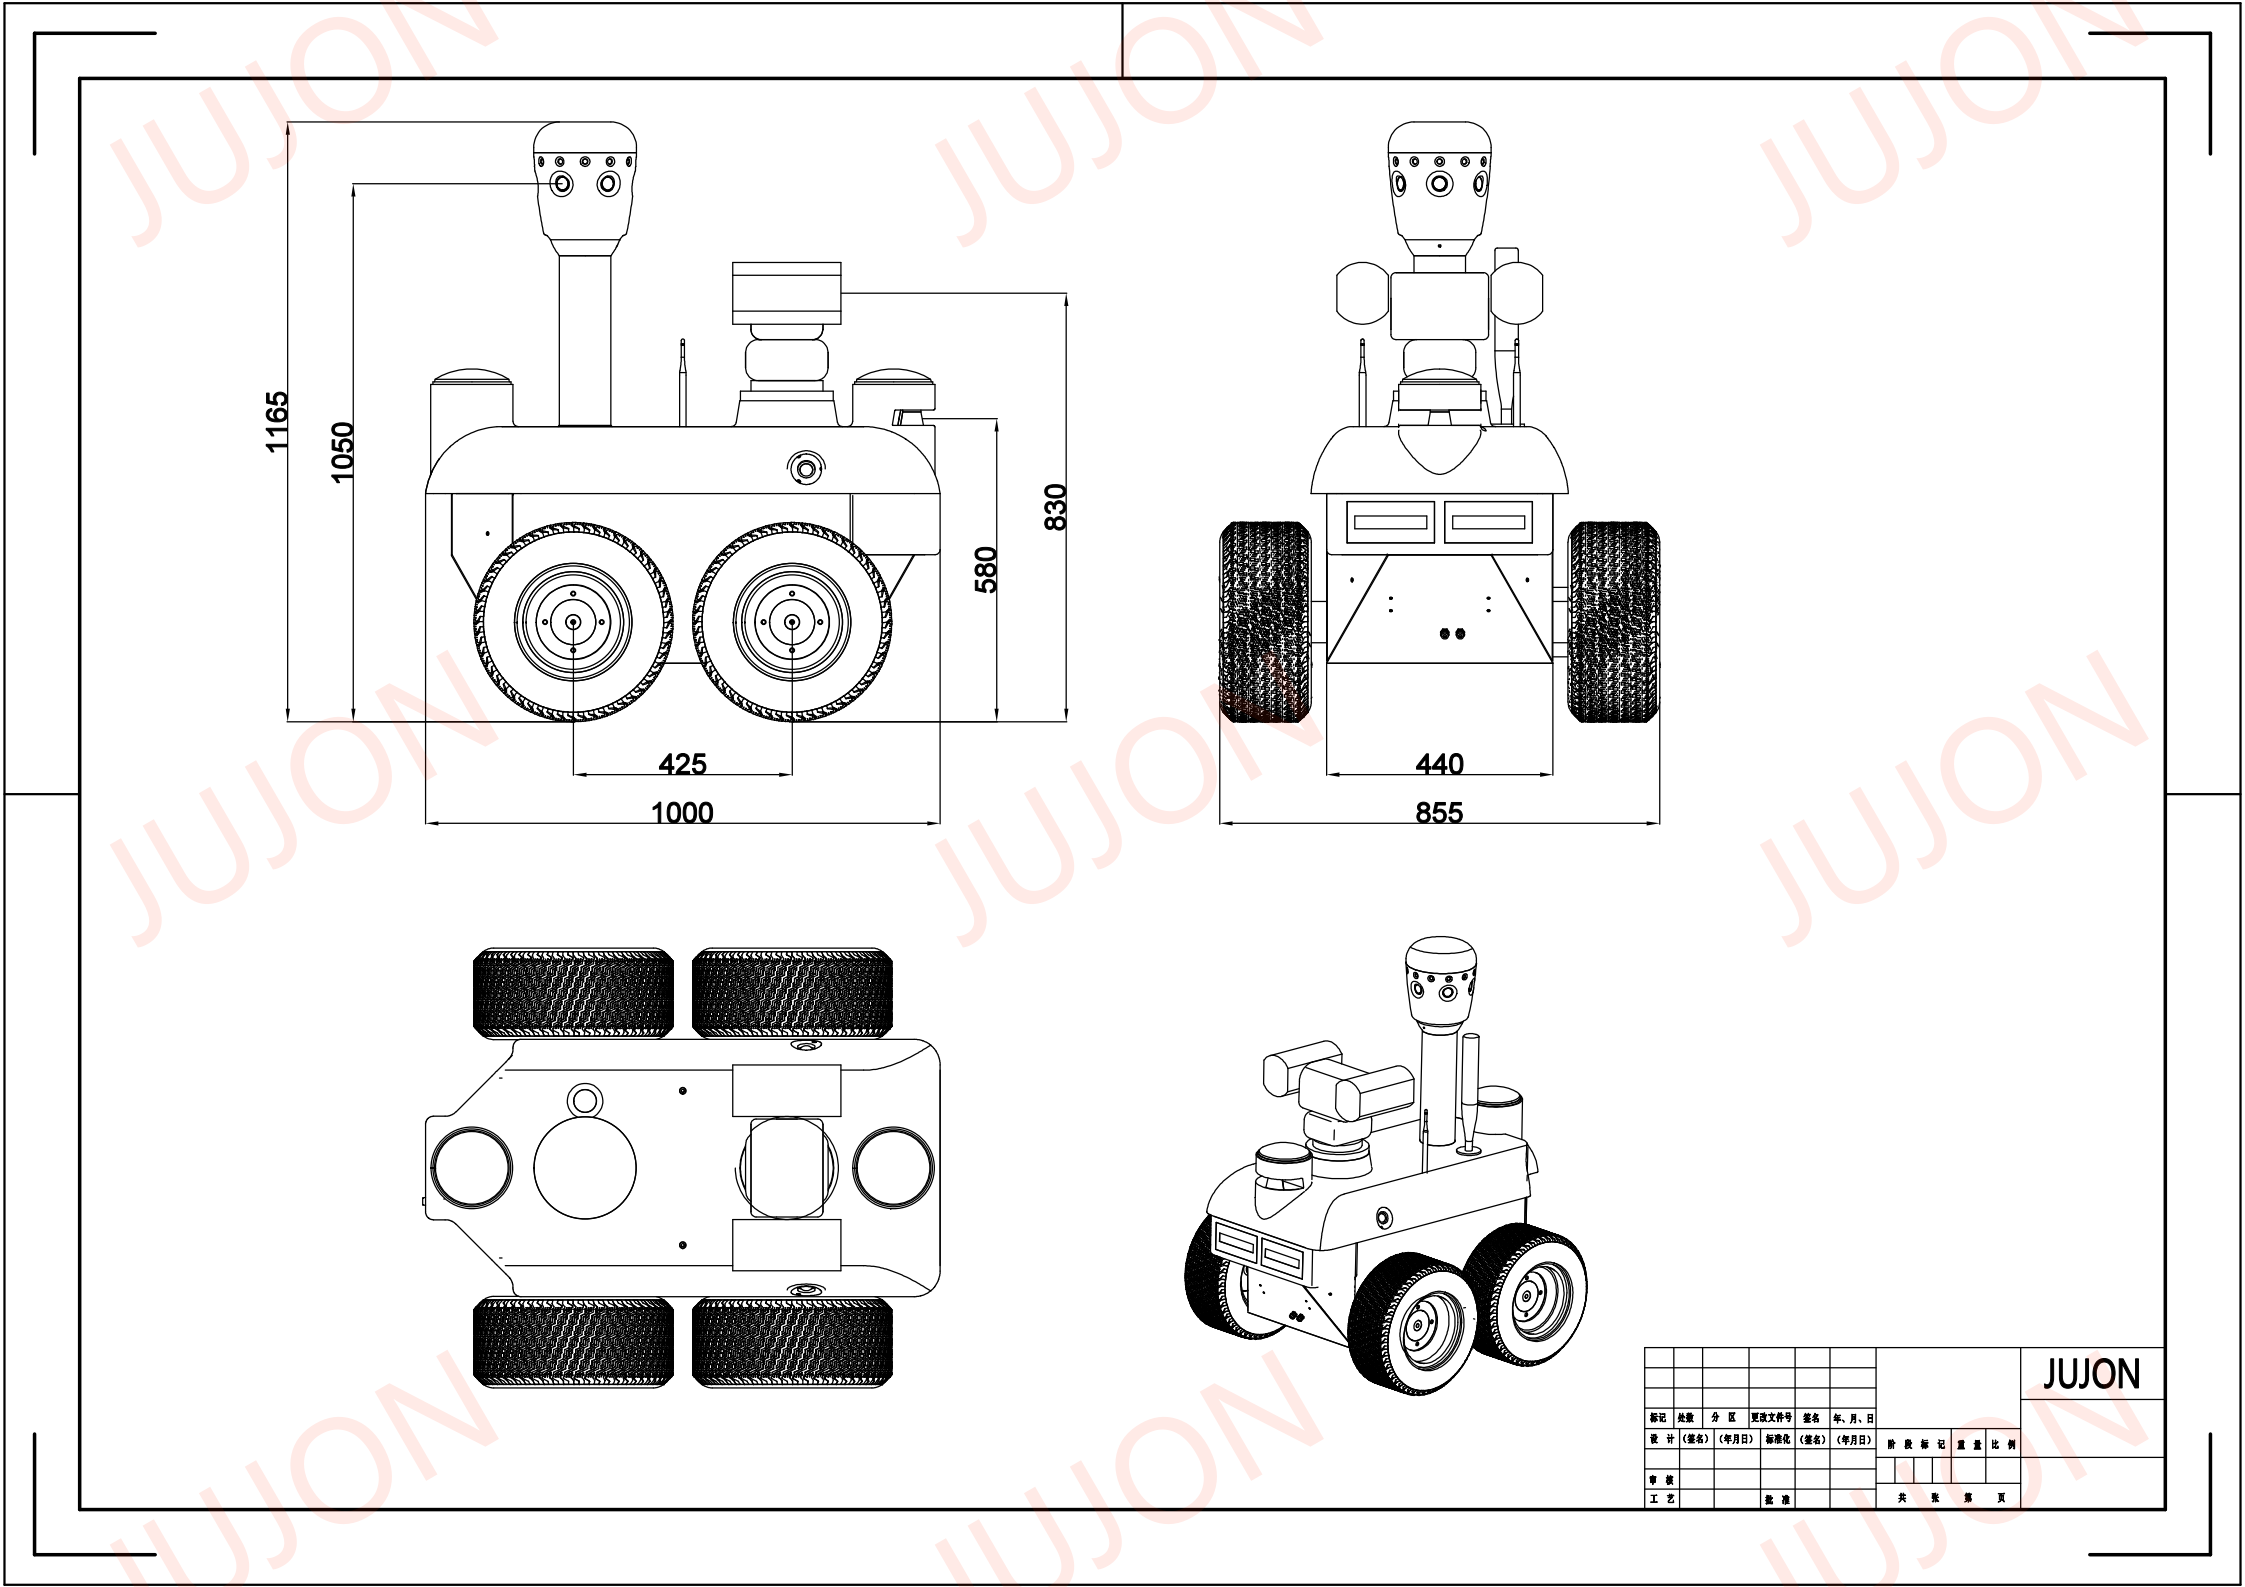 JUJON JUJON JUJON
1165
1050
830
580
425
1000
440
855
JUJON JUJON JUJON
JUJON
标记 处数 分 区 更改文件号 签名 年、月、日
设 计 (签名) (年月日) 标准化 (签名) (年月日)
阶 段 标 记 重 量 比 例
审 核
工 艺 批 准
共 张 第 页
JUJON JUJON JUJON